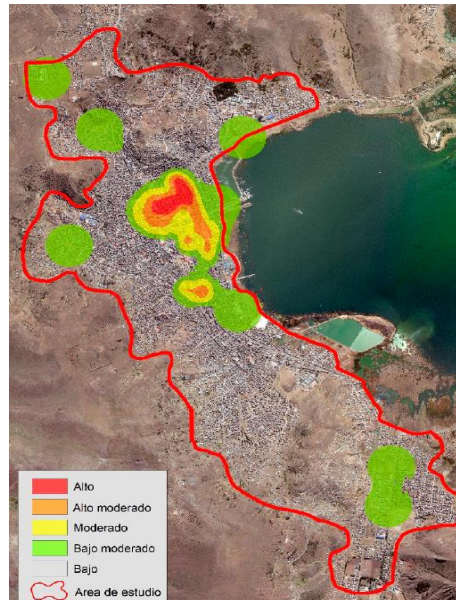 Alto
Alto moderado
Moderado
Bajo moderado
Bajo
Area de estudio